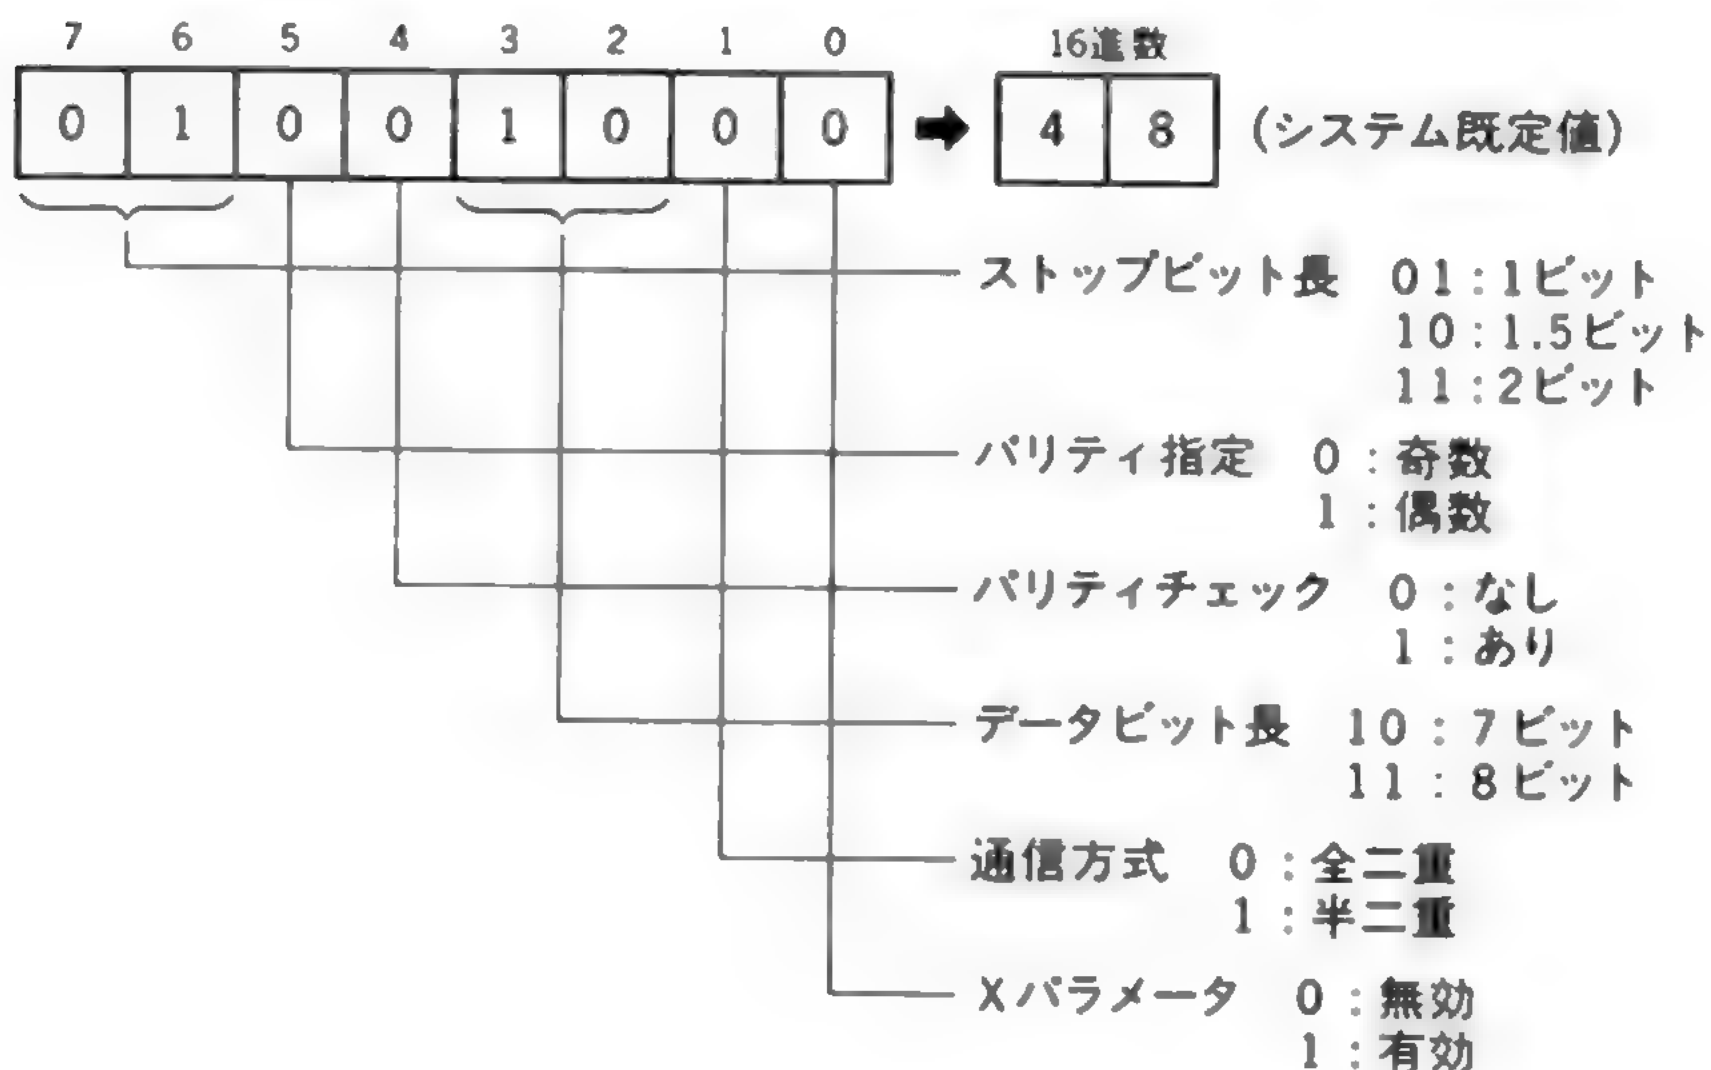 7 6 5 4 3 2 1 0 16進数
0 1 0 0 1 0 0 0 4 8 (システム既定値)
ストップビット長 01:1ビット
10:1.5ビット
11:2ビット
パリティ指定 0:奇数
1:偶数
パリティチェック 0:なし
1:あり
データビット長 10:7ビット
11:8ビット
通信方式 0:全二重
1:半二重
Xパラメータ 0:無効
1:有効